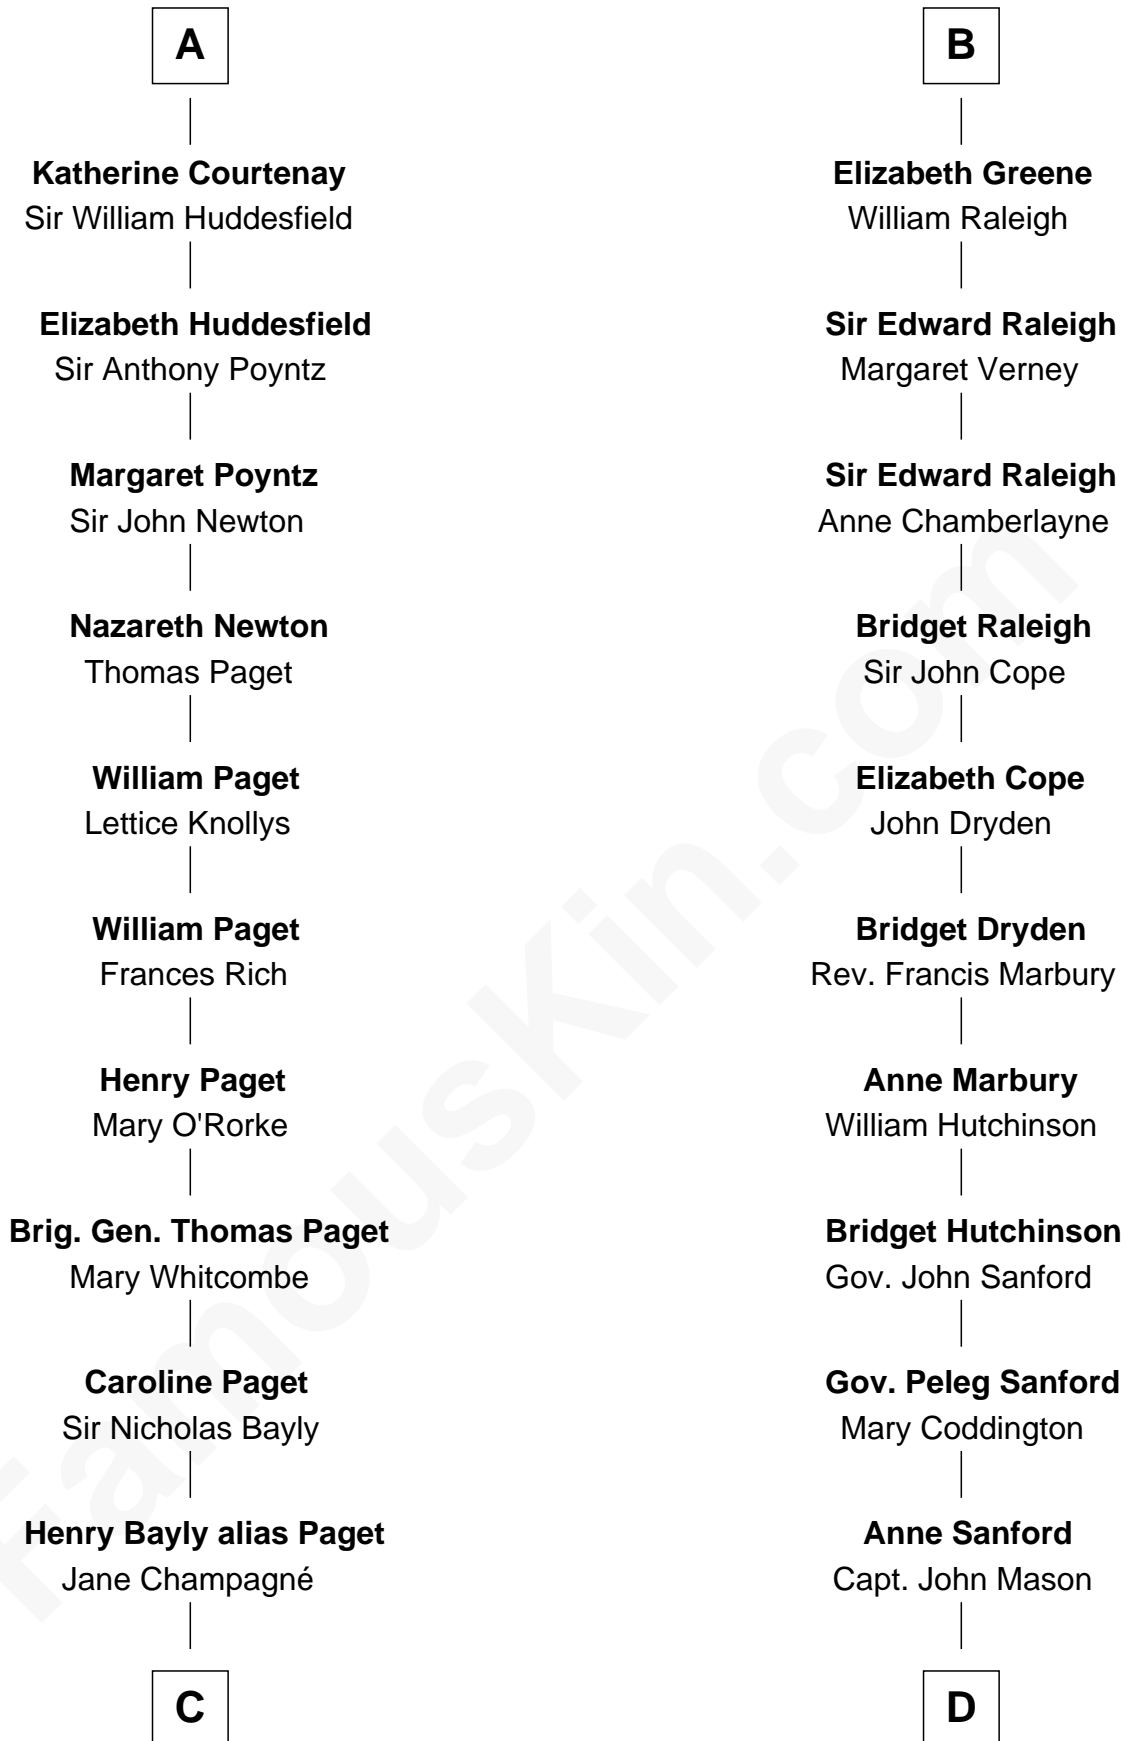 A
Katherine Courtenay
Sir William Huddesfield
Elizabeth Huddesfield
Sir Anthony Poyntz
Margaret Poyntz
Sir John Newton
Nazareth Newton
Thomas Paget
William Paget
Lettice Knollys
William Paget
Frances Rich
Henry Paget
Mary O'Rorke
Brig. Gen. Thomas Paget
Mary Whitcombe
Caroline Paget
Sir Nicholas Bayly
Henry Bayly alias Paget
Jane Champagné
C
B
Elizabeth Greene
William Raleigh
Sir Edward Raleigh
Margaret Verney
Sir Edward Raleigh
Anne Chamberlayne
Bridget Raleigh
Sir John Cope
Elizabeth Cope
John Dryden
Bridget Dryden
Rev. Francis Marbury
Anne Marbury
William Hutchinson
Bridget Hutchinson
Gov. John Sanford
Gov. Peleg Sanford
Mary Coddington
Anne Sanford
Capt. John Mason
D
FamousKin.com